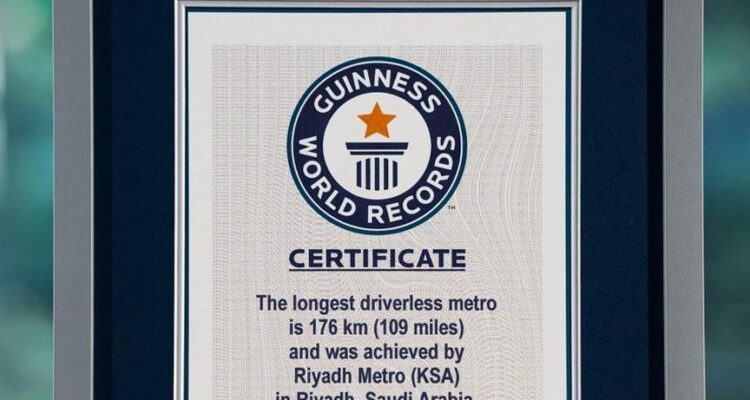 GUINNESS
WORLD RECORDS
™
CERTIFICATE
The longest driverless metro
is 176 km (109 miles)
and was achieved by
Riyadh Metro (KSA)
in Riyadh, Saudi Arabia